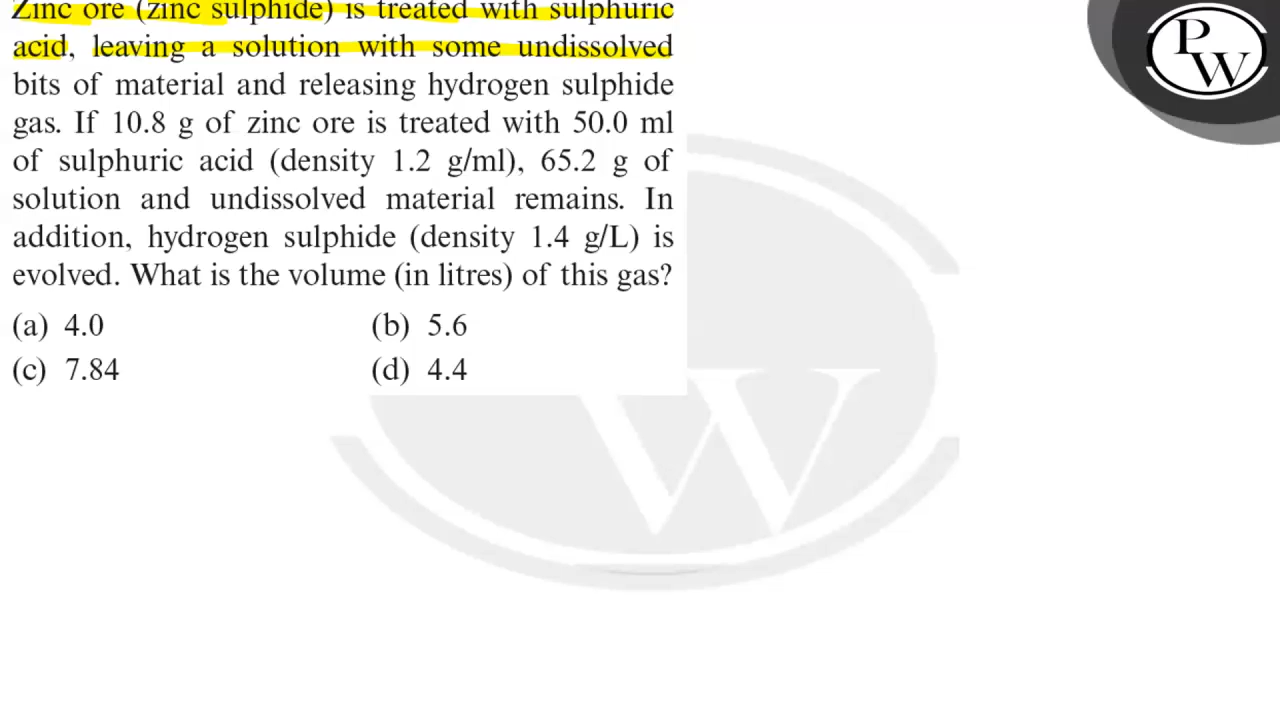 Zinc ore (zinc sulphide) is treated with sulphuric
acid, leaving a solution with some undissolved
bits of material and releasing hydrogen sulphide
gas. If 10.8 g of zinc ore is treated with 50.0 ml
of sulphuric acid (density 1.2 g/ml), 65.2 g of
solution and undissolved material remains. In
addition, hydrogen sulphide (density 1.4 g/L) is
evolved. What is the volume (in litres) of this gas?
(a) 4.0
(b) 5.6
(c) 7.84
(d) 4.4
PW
W